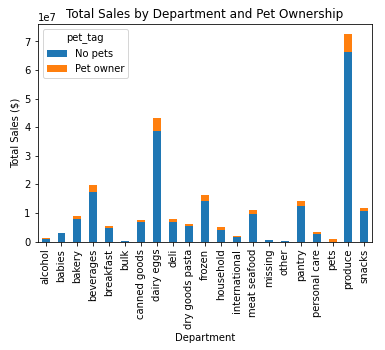 Total Sales by Department and Pet Ownership
1e7
pet_tag
No pets
Pet owner
Total Sales ($)
7
6
5
4
3
2
1
0
alcohol
babies
bakery
beverages
breakfast
bulk
canned goods
dairy eggs
deli
dry goods pasta
frozen
household
international
meat seafood
missing
other
pantry
personal care
pets
produce
snacks
Department